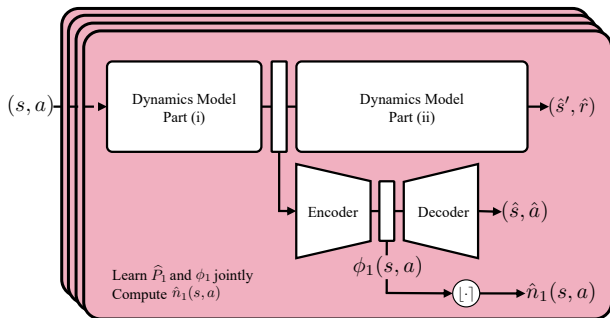 (s, a)
Dynamics Model
Part (i)
Dynamics Model
Part (ii)
(ŝ′, r̂)
Encoder
Decoder
(ŝ, â)
ϕ₁(s, a)
Learn P̂₁ and ϕ₁ jointly
Compute n̂₁(s, a)
⌊·⌋
n̂₁(s, a)